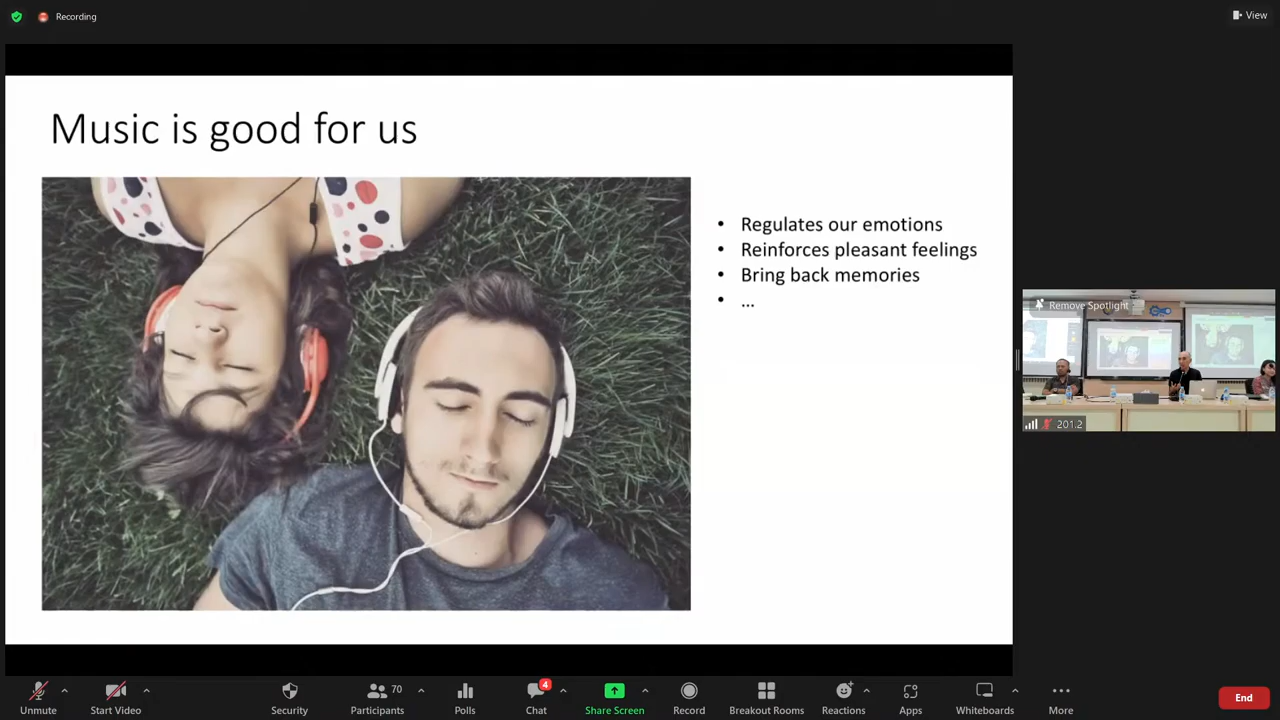 Recording
View
Music is good for us
• Regulates our emotions
• Reinforces pleasant feelings
• Bring back memories
• ...
Remove Spotlight
201.2
Unmute
Start Video
Security
70
Participants
Polls
4
Chat
Share Screen
Record
Breakout Rooms
Reactions
Apps
Whiteboards
More
End